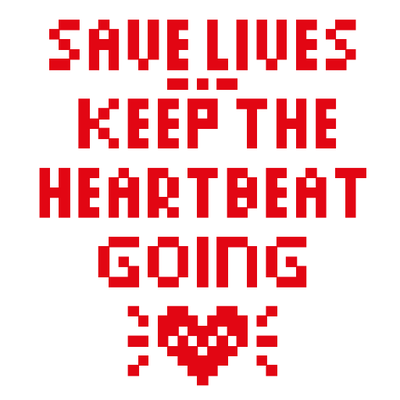 SAVE LIVES
KEEP THE
HEARTBEAT
GOING